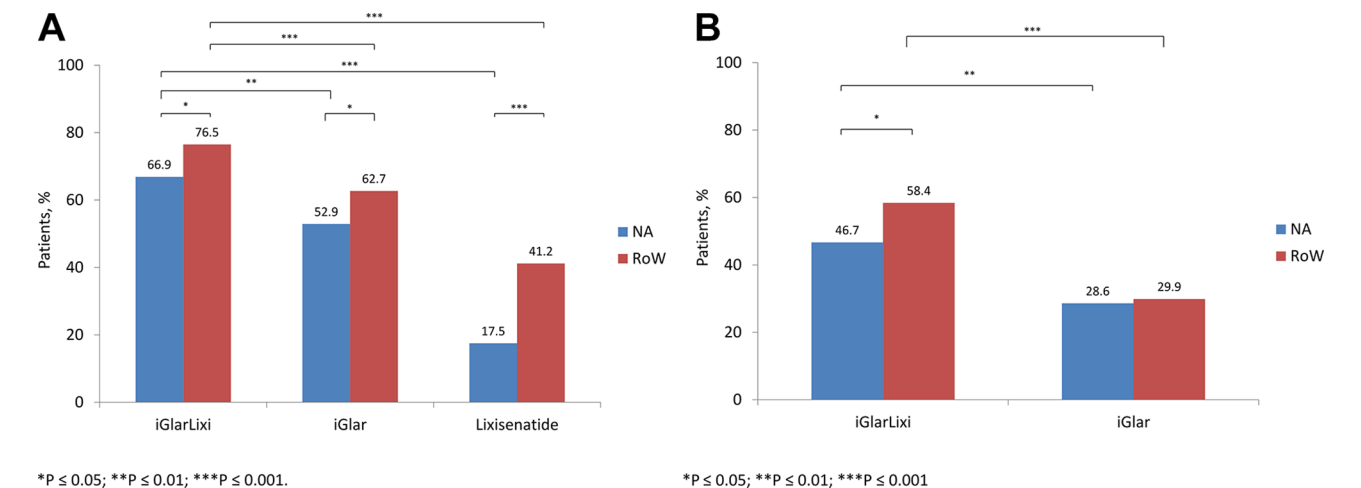 A
***
***
***
**
*
*
***
100
80
60
40
20
0
Patients, %
66.9
76.5
52.9
62.7
17.5
41.2
iGlarLixi
iGlar
Lixisenatide
NA
RoW
*P ≤ 0.05; **P ≤ 0.01; ***P ≤ 0.001.
B
***
**
*
100
80
60
40
20
0
Patients, %
46.7
58.4
28.6
29.9
iGlarLixi
iGlar
NA
RoW
*P ≤ 0.05; **P ≤ 0.01; ***P ≤ 0.001